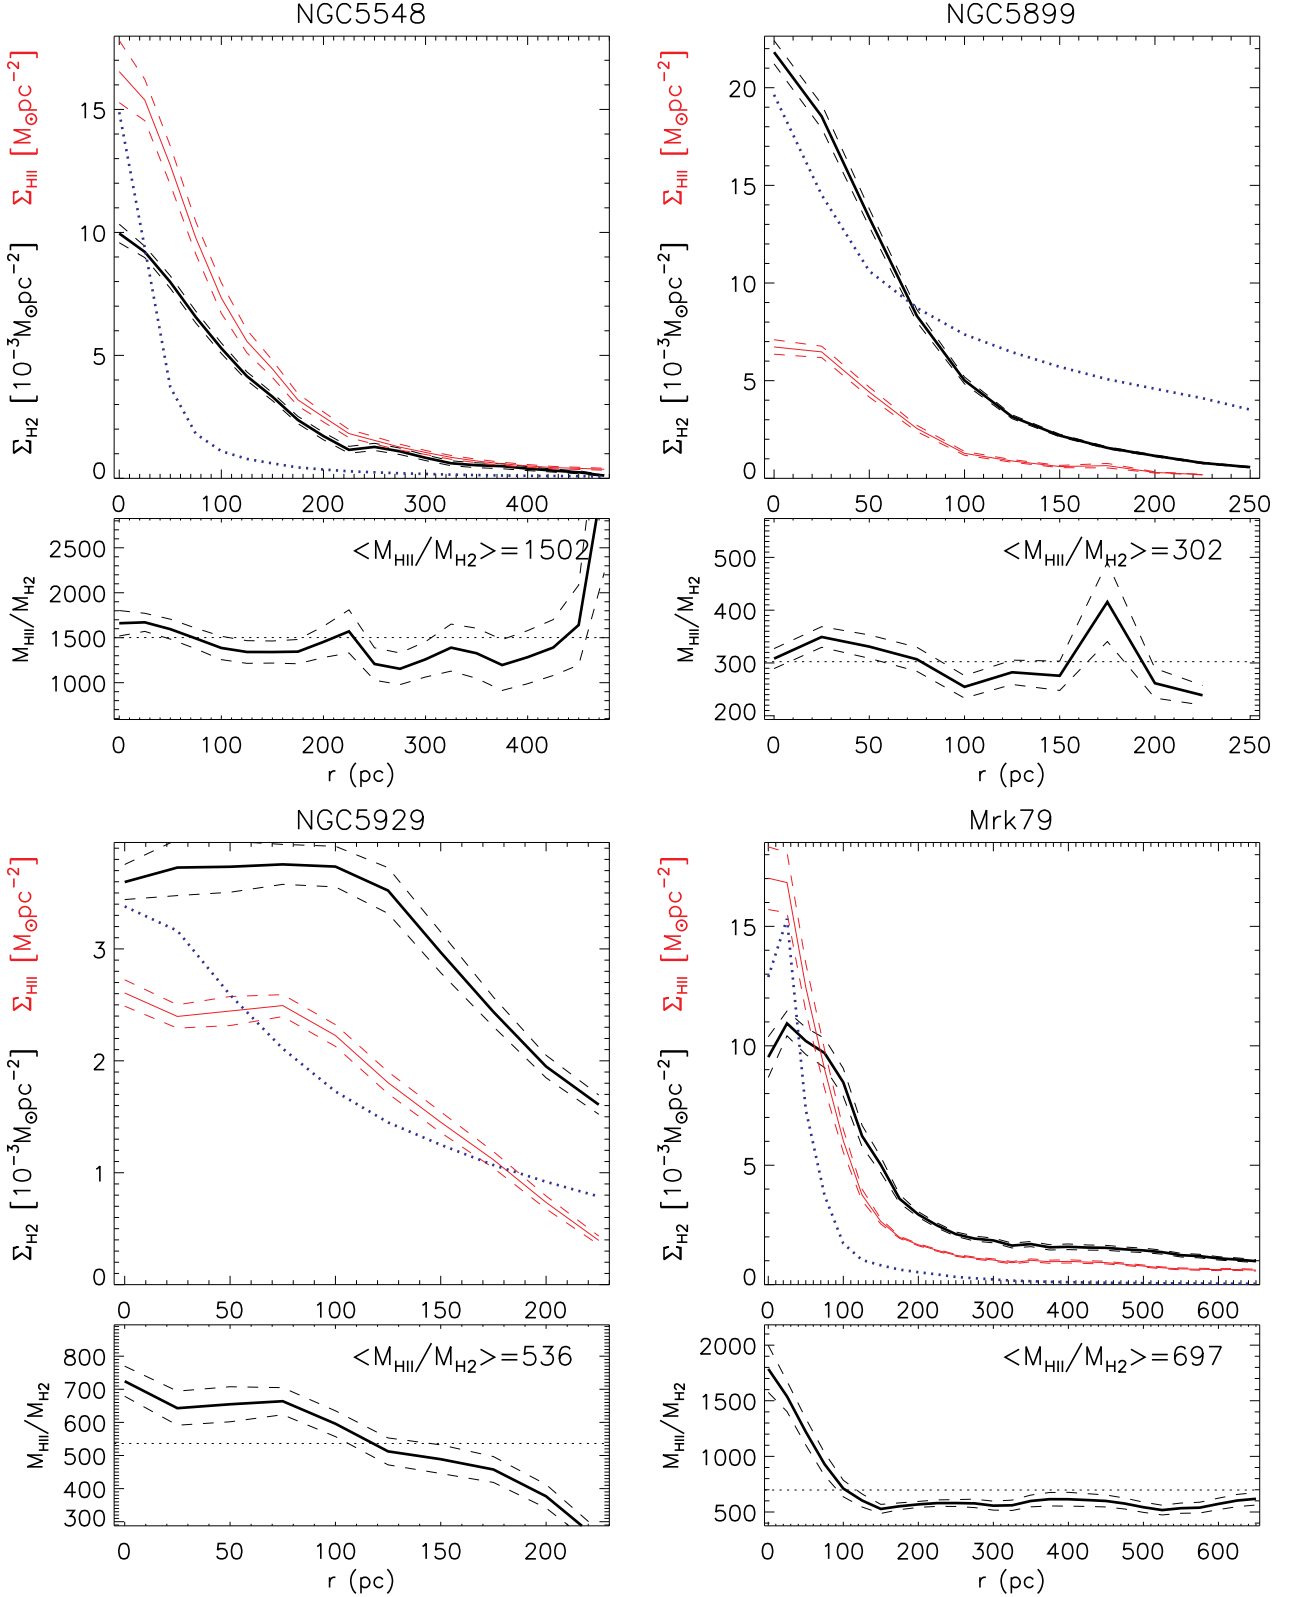 NGC5548
Σ_H2 [10⁻³M⊙pc⁻²] Σ_HII [M⊙pc⁻²]
15
10
5
0
0 100 200 300 400
M_HII/M_H2
2500
2000
1500
1000
<M_HII/M_H2>=1502
0 100 200 300 400
r (pc)
NGC5899
Σ_H2 [10⁻³M⊙pc⁻²] Σ_HII [M⊙pc⁻²]
20
15
10
5
0
0 50 100 150 200 250
M_HII/M_H2
500
400
300
200
<M_HII/M_H2>=302
0 50 100 150 200 250
r (pc)
NGC5929
Σ_H2 [10⁻³M⊙pc⁻²] Σ_HII [M⊙pc⁻²]
3
2
1
0
0 50 100 150 200
M_HII/M_H2
800
700
600
500
400
300
<M_HII/M_H2>=536
0 50 100 150 200
r (pc)
Mrk79
Σ_H2 [10⁻³M⊙pc⁻²] Σ_HII [M⊙pc⁻²]
15
10
5
0
0 100 200 300 400 500 600
M_HII/M_H2
2000
1500
1000
500
<M_HII/M_H2>=697
0 100 200 300 400 500 600
r (pc)